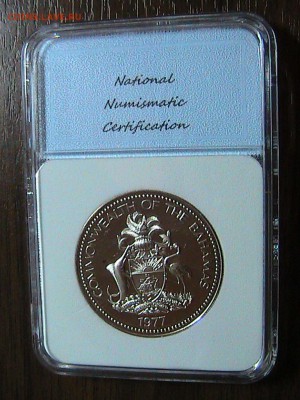 National
Numismatic
Certification
COMMONWEALTH OF THE BAHAMAS
1977